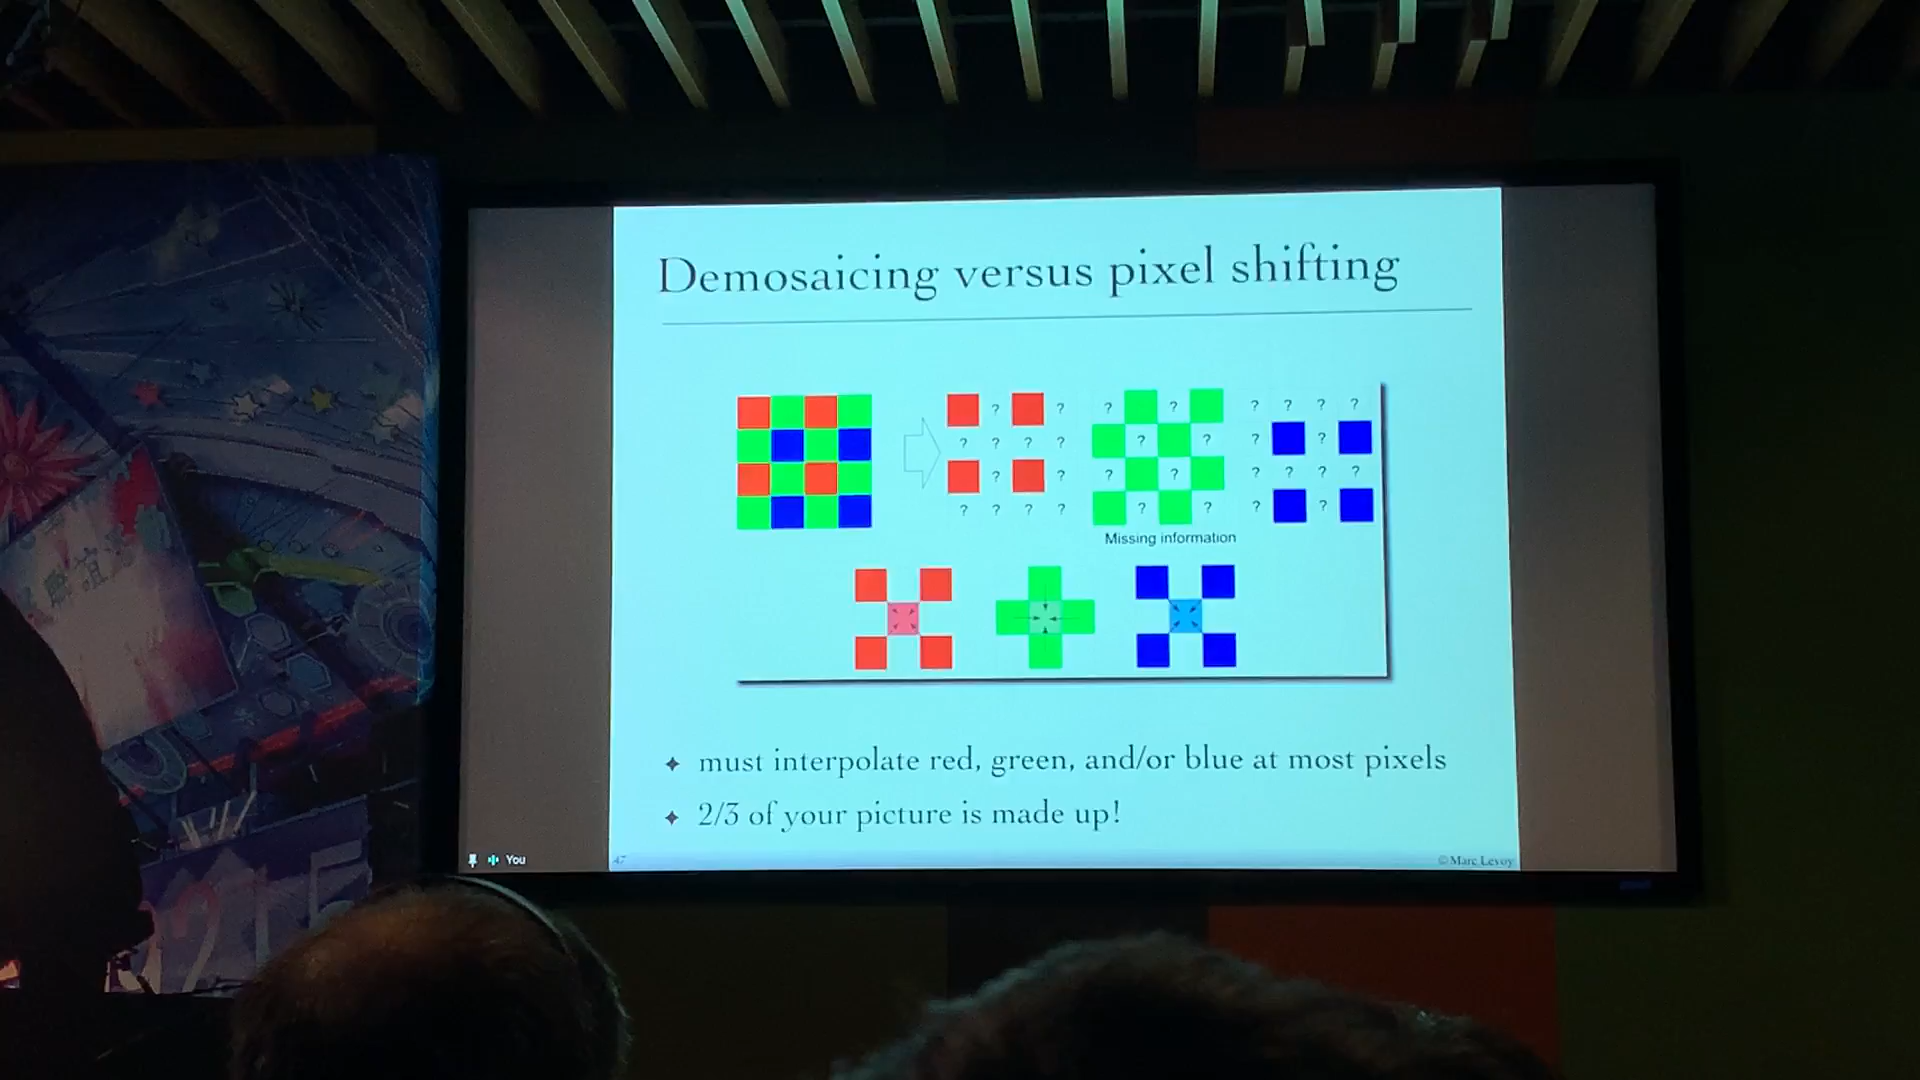 Demosaicing versus pixel shifting
? ? ? ? ? ? ? ?
? ? ? ? ? ? ? ?
? ? ? ? ? ? ? ? ?
? ? ? ? ? ? ? ?
Missing information
must interpolate red, green, and/or blue at most pixels
2/3 of your picture is made up!
You
47
© Marc Levoy